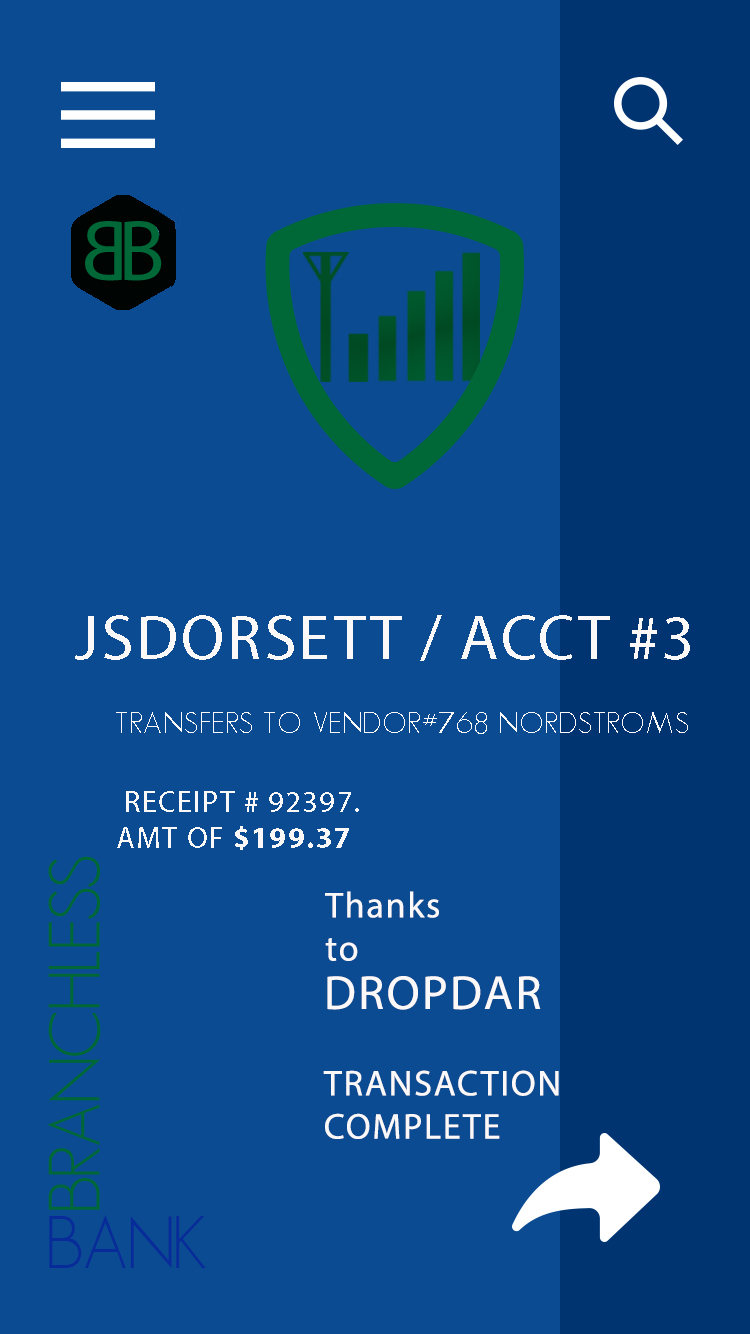 BB
JSDORSETT / ACCT #3
TRANSFERS TO VENDOR#768 NORDSTROMS
RECEIPT # 92397.
AMT OF $199.37
Thanks
to
DROPDAR
TRANSACTION
COMPLETE
BRANCHLESS
BANK